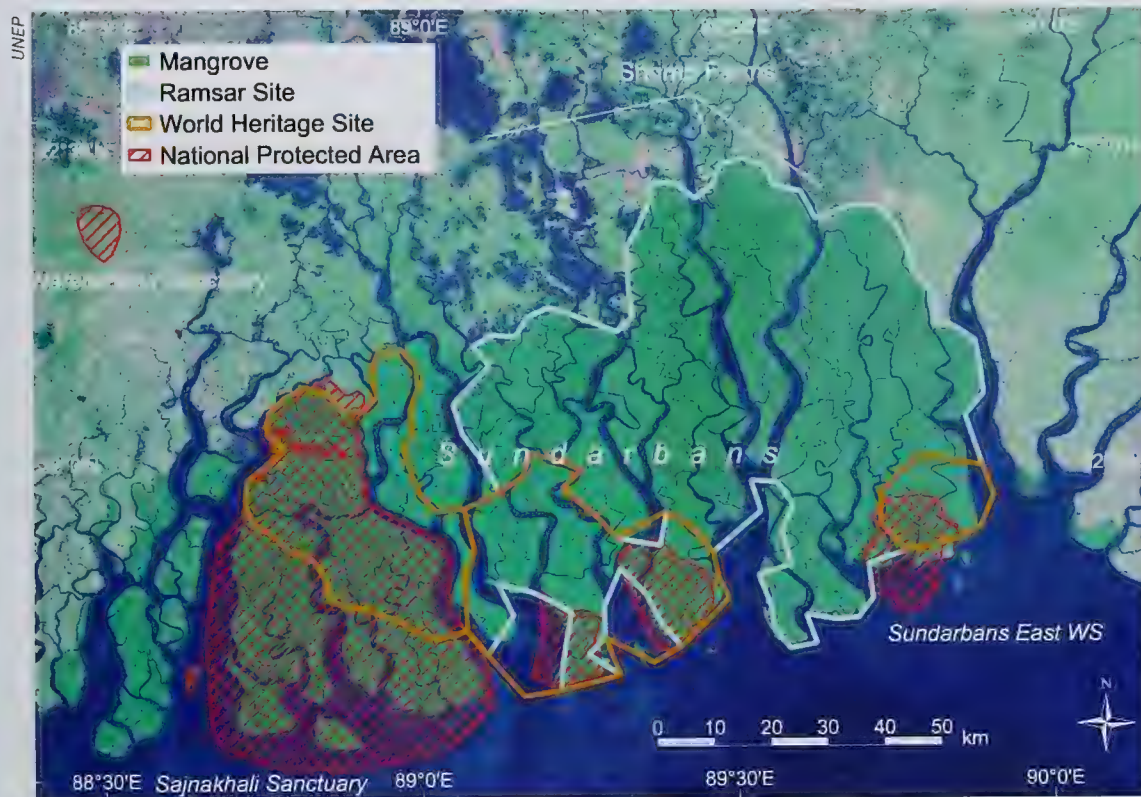 UNEP
89°0'E
Mangrove
Ramsar Site
World Heritage Site
National Protected Area
Sundarbans
2
Sundarbans East WS
N
0 10 20 30 40 50 km
88°30'E Sajnakhali Sanctuary 89°0'E 89°30'E 90°0'E